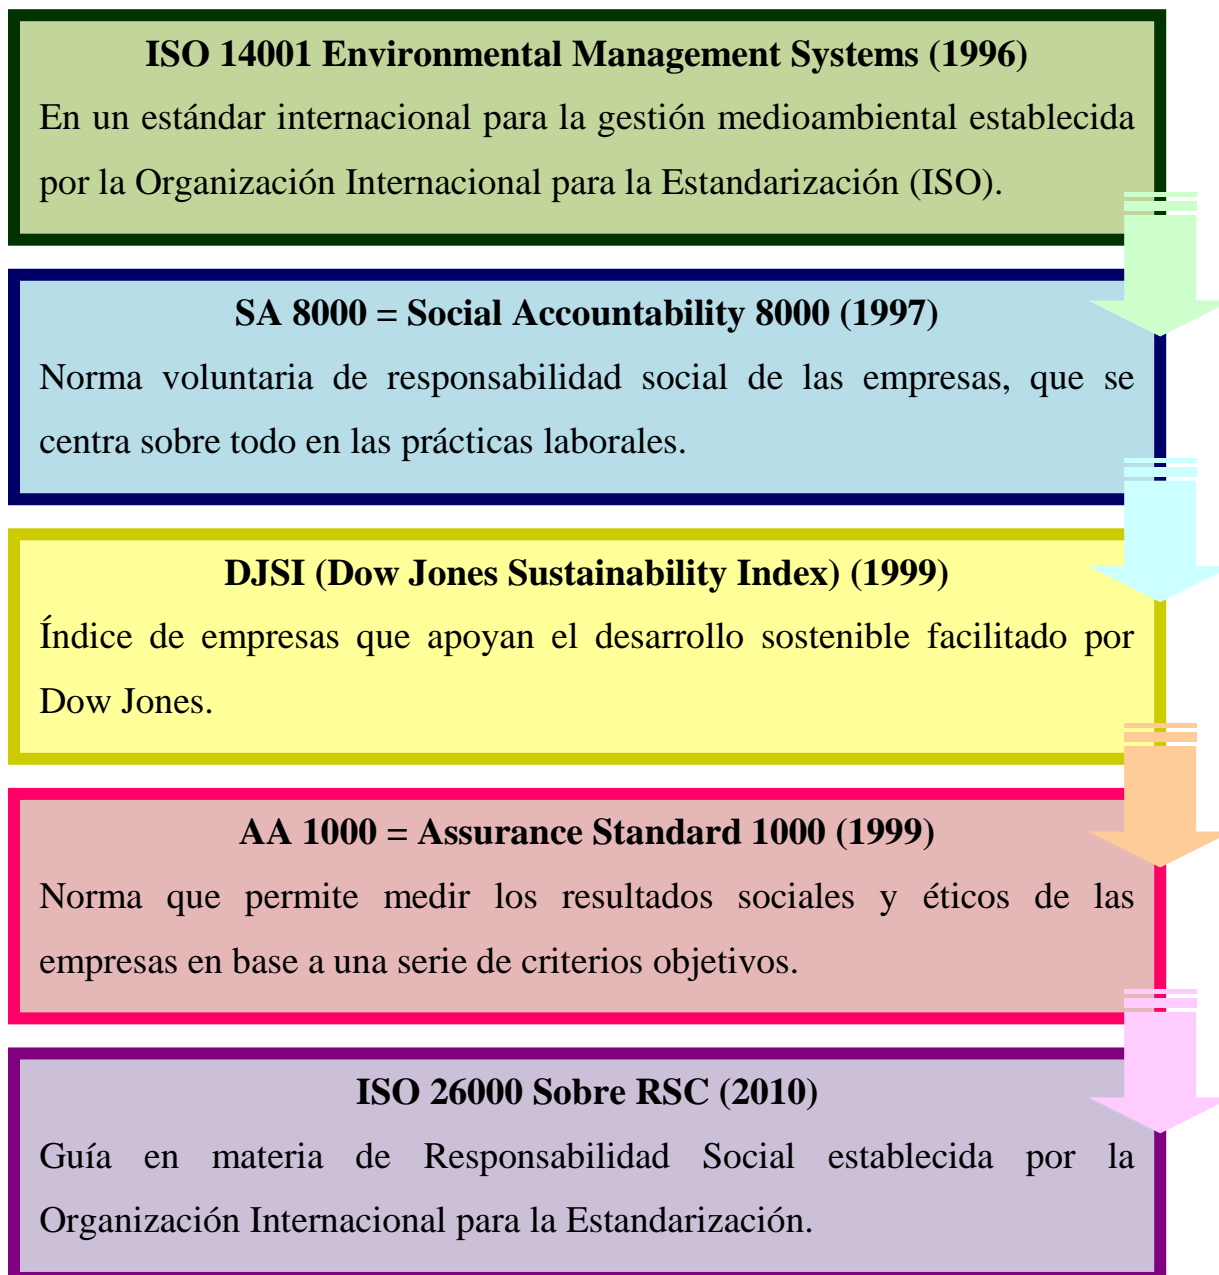 ISO 14001 Environmental Management Systems (1996)
En un estándar internacional para la gestión medioambiental establecida
por la Organización Internacional para la Estandarización (ISO).
SA 8000 = Social Accountability 8000 (1997)
Norma voluntaria de responsabilidad social de las empresas, que se
centra sobre todo en las prácticas laborales.
DJSI (Dow Jones Sustainability Index) (1999)
Índice de empresas que apoyan el desarrollo sostenible facilitado por
Dow Jones.
AA 1000 = Assurance Standard 1000 (1999)
Norma que permite medir los resultados sociales y éticos de las
empresas en base a una serie de criterios objetivos.
ISO 26000 Sobre RSC (2010)
Guía en materia de Responsabilidad Social establecida por la
Organización Internacional para la Estandarización.